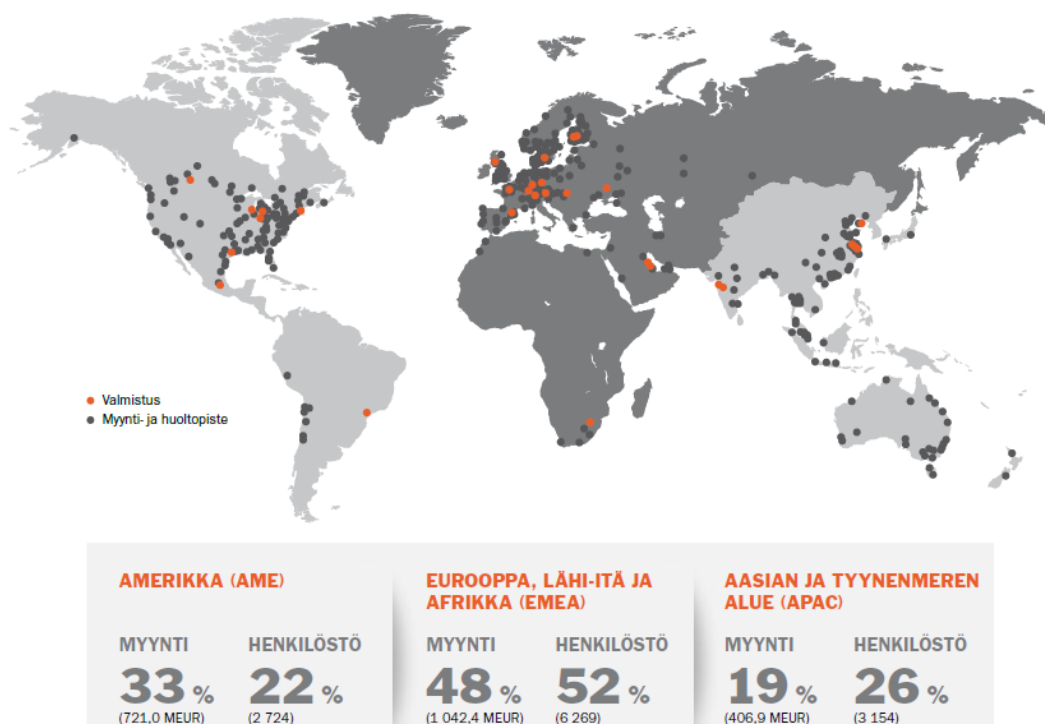 Valmistus
Myynti- ja huoltopiste
AMERIKKA (AME)
MYYNTI HENKILÖSTÖ
33 % 22 %
(721,0 MEUR) (2 724)
EUROOPPA, LÄHI-ITÄ JA
AFRIKKA (EMEA)
MYYNTI HENKILÖSTÖ
48 % 52 %
(1 042,4 MEUR) (6 269)
AASIAN JA TYYNENMEREN
ALUE (APAC)
MYYNTI HENKILÖSTÖ
19 % 26 %
(406,9 MEUR) (3 154)